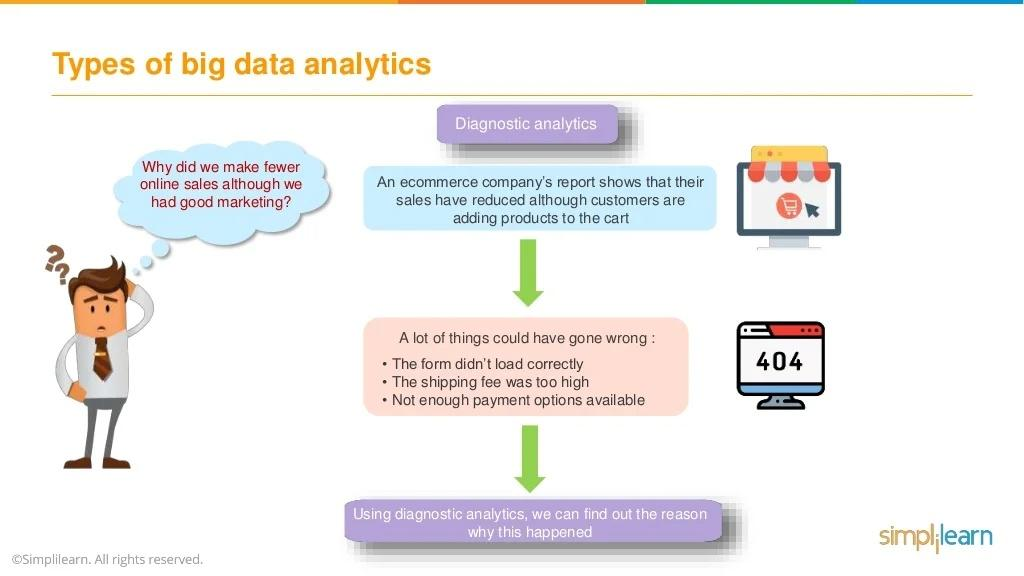 Types of big data analytics
Diagnostic analytics
Why did we make fewer
online sales although we
had good marketing?
An ecommerce company's report shows that their
sales have reduced although customers are
adding products to the cart
??
A lot of things could have gone wrong :
• The form didn't load correctly
• The shipping fee was too high
• Not enough payment options available
404
Using diagnostic analytics, we can find out the reason
why this happened
simplilearn
©Simplilearn. All rights reserved.